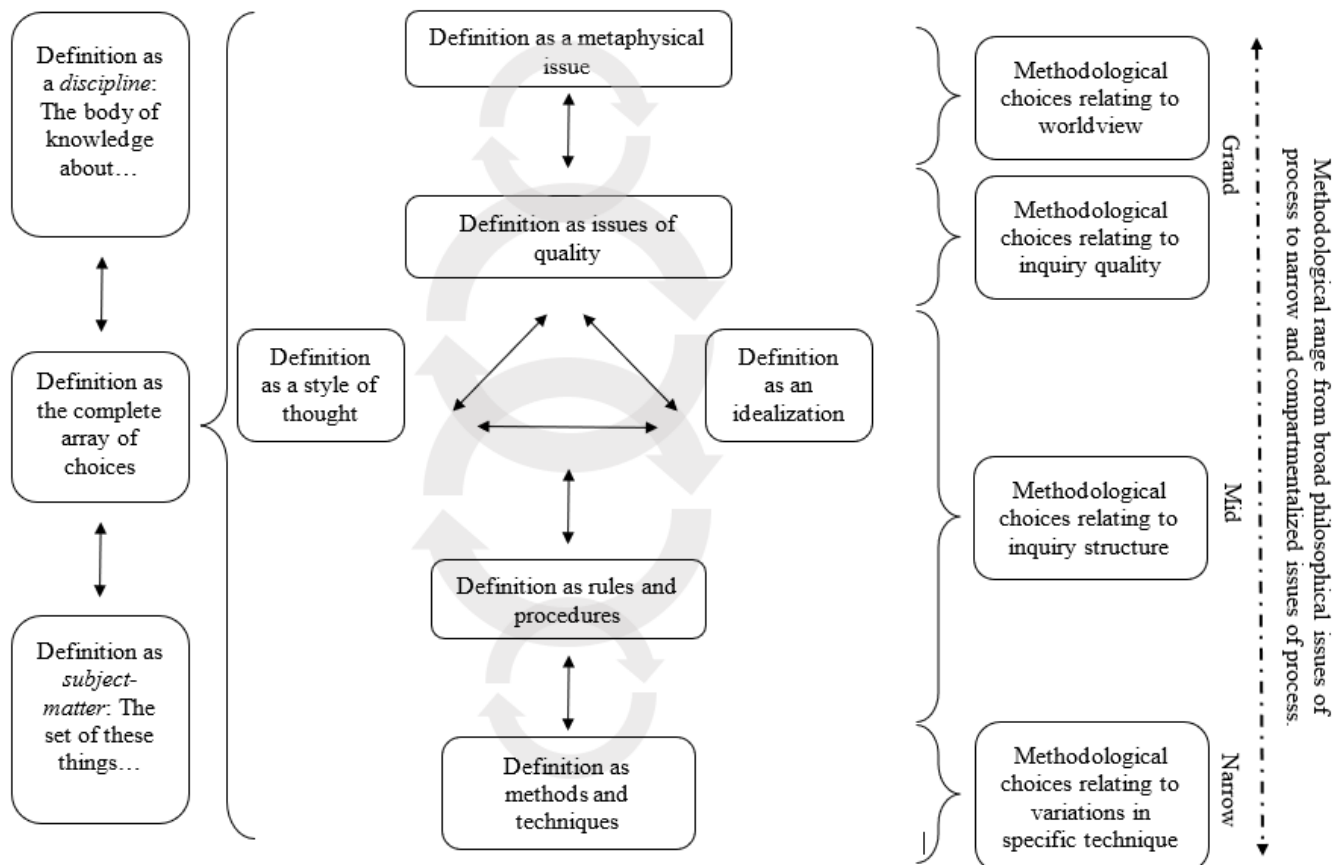 Definition as
a discipline:
The body of
knowledge
about…
Definition as
the complete
array of
choices
Definition as
subject-
matter: The
set of these
things…
Definition as a metaphysical
issue
Definition as issues of
quality
Definition
as a style of
thought
Definition
as an
idealization
Definition as rules and
procedures
Definition as
methods and
techniques
Methodological
choices relating to
worldview
Methodological
choices relating to
inquiry quality
Methodological
choices relating to
inquiry structure
Methodological
choices relating to
variations in
specific technique
Grand
Mid
Narrow
Methodological range from broad philosophical issues of
process to narrow and compartmentalized issues of process.